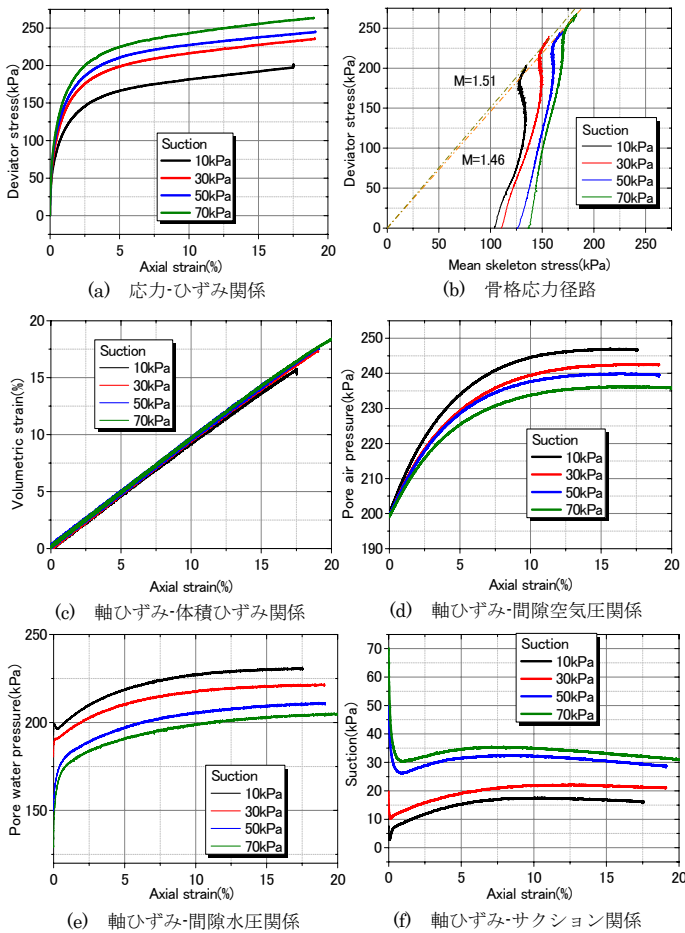 Deviator stress(kPa)
300
250
200
150
100
50
0
Suction
10kPa
30kPa
50kPa
70kPa
0 5 10 15 20
Axial strain(%)
(a) 応力-ひずみ関係
Deviator stress(kPa)
250
200
150
100
50
0
M=1.51
M=1.46
Suction
10kPa
30kPa
50kPa
70kPa
0 50 100 150 200 250
Mean skeleton stress(kPa)
(b) 骨格応力径路
Volumetric strain(%)
20
15
10
5
0
Suction
10kPa
30kPa
50kPa
70kPa
0 5 10 15 20
Axial strain(%)
(c) 軸ひずみ-体積ひずみ関係
Pore air pressure(kPa)
250
240
230
220
210
200
190
Suction
10kPa
30kPa
50kPa
70kPa
0 5 10 15 20
Axial strain(%)
(d) 軸ひずみ-間隙空気圧関係
Pore water pressure(kPa)
250
200
150
Suction
10kPa
30kPa
50kPa
70kPa
0 5 10 15 20
Axial strain(%)
(e) 軸ひずみ-間隙水圧関係
Suction(kPa)
70
60
50
40
30
20
10
0
Suction
10kPa
30kPa
50kPa
70kPa
0 5 10 15 20
Axial strain(%)
(f) 軸ひずみ-サクション関係